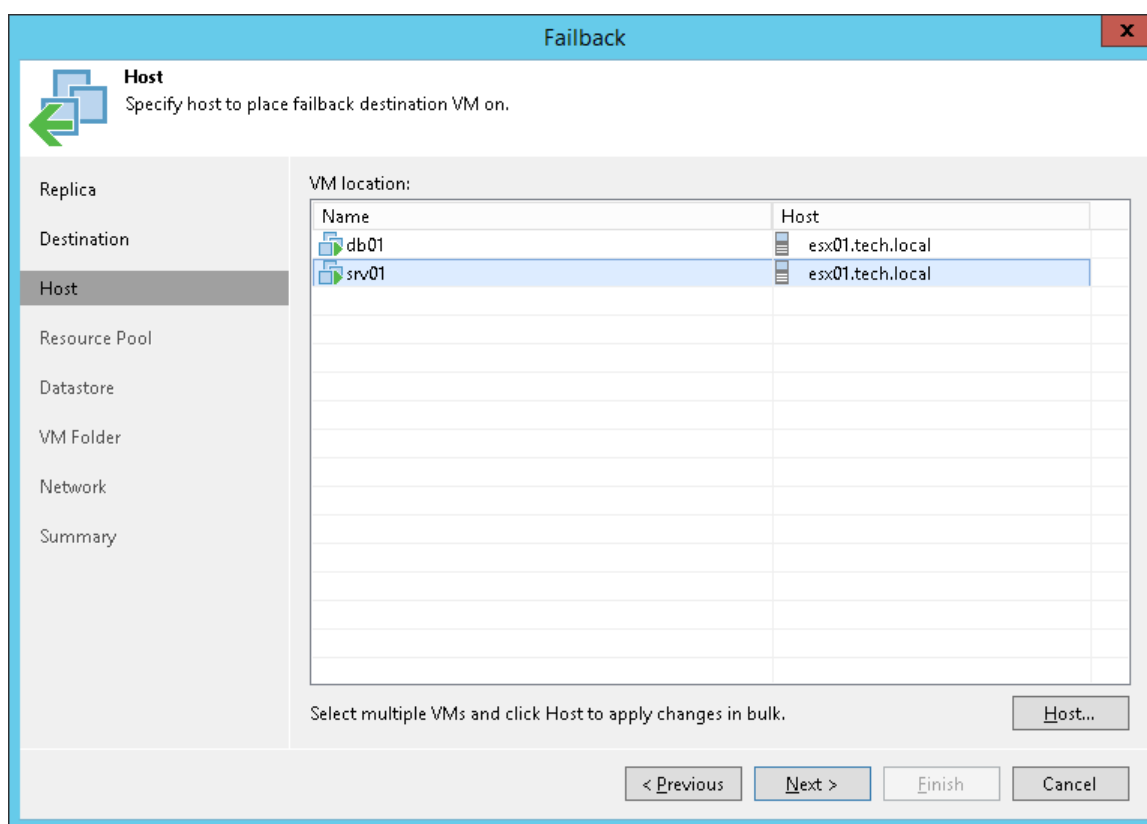 Failback
x
Host
Specify host to place failback destination VM on.
Replica
Destination
Host
Resource Pool
Datastore
VM Folder
Network
Summary
VM location:
Name Host
db01 esx01.tech.local
srv01 esx01.tech.local
Select multiple VMs and click Host to apply changes in bulk. Host...
< Previous Next > Finish Cancel